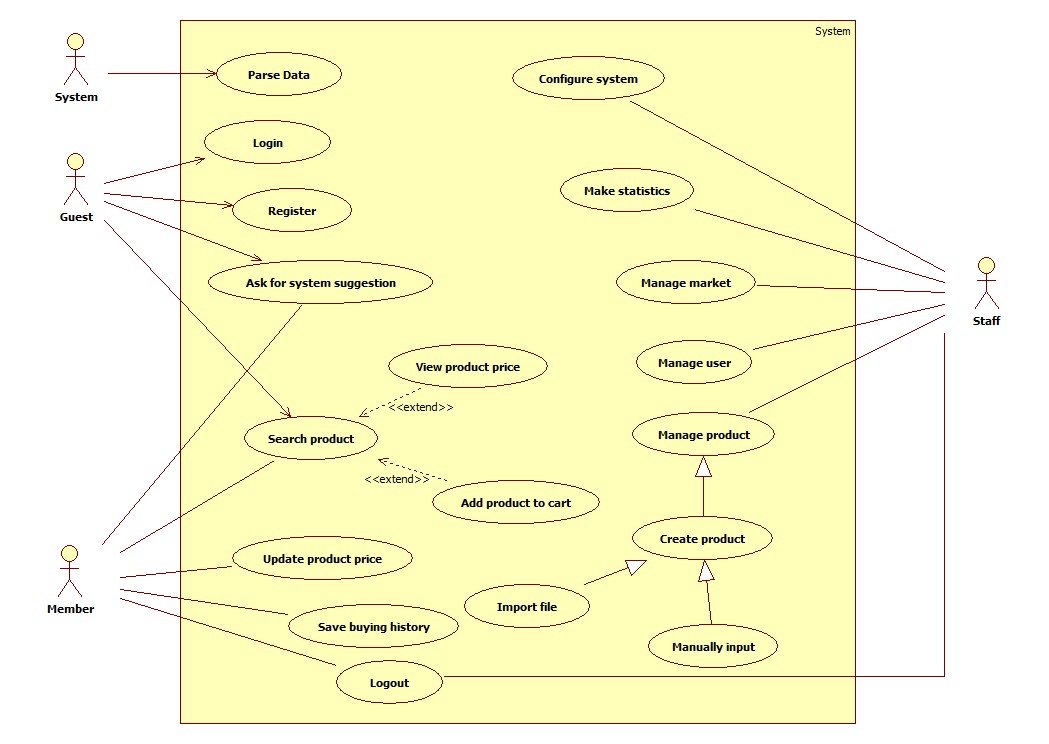 System
System
Parse Data
Configure system
Login
Guest
Make statistics
Register
Ask for system suggestion
Manage market
Staff
View product price
Manage user
<<extend>>
Search product
Manage product
<<extend>>
Add product to cart
Create product
Update product price
Member
Import file
Save buying history
Manually input
Logout